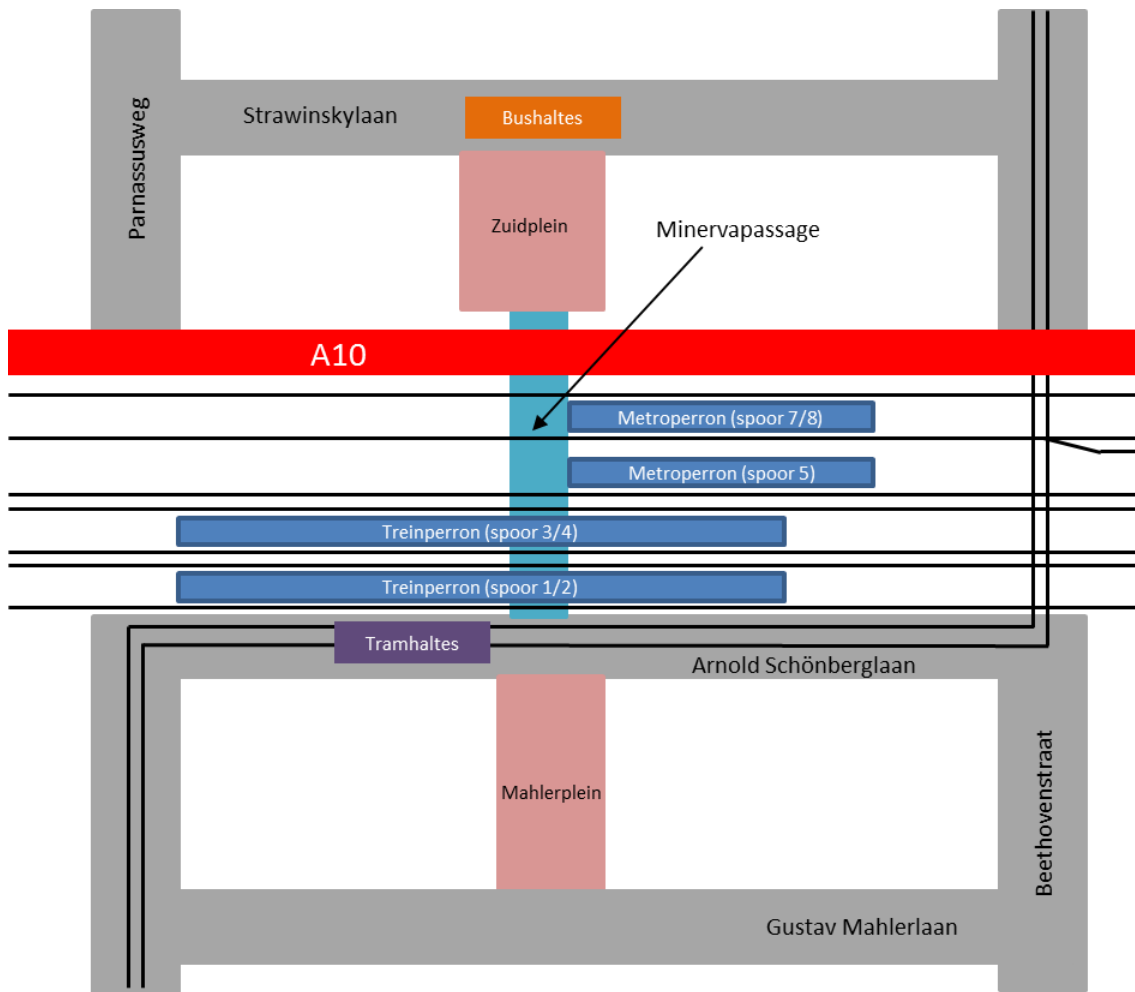 Strawinskylaan
Bushaltes
Parnassusweg
Zuidplein
Minervapassage
A10
Metroperron (spoor 7/8)
Metroperron (spoor 5)
Treinperron (spoor 3/4)
Treinperron (spoor 1/2)
Tramhaltes
Arnold Schönberglaan
Mahlerplein
Beethovenstraat
Gustav Mahlerlaan